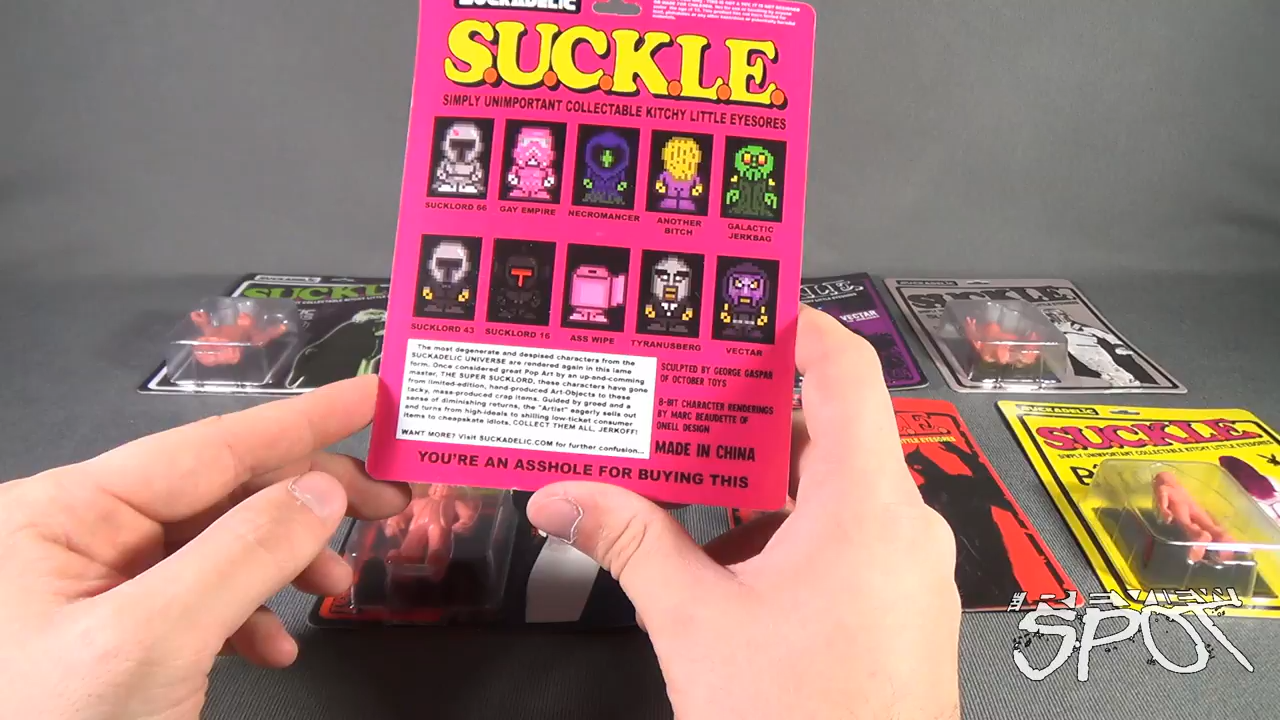 SUCKADELIC
S.U.C.K.L.E.
SIMPLY UNIMPORTANT COLLECTABLE KITCHY LITTLE EYESORES
SUCKLORD 66
GAY EMPIRE
NECROMANCER
ANOTHER
BITCH
GALACTIC
JERKBAG
SUCKLORD 43
SUCKLORD 16
ASS WIPE
TYRANUSBERG
VECTAR
The most degenerate and despised characters from the
SUCKADELIC UNIVERSE are rendered again in this lame
form. Once considered great Pop Art by an up-and-comming
master, THE SUPER SUCKLORD, these characters have gone
from limited-edition, hand-produced Art-Objects to these
tacky, mass-produced crap items. Guided by greed and a
sense of diminishing returns, the "Artist" eagerly sells out
and turns from high-ideals to shilling low-ticket consumer
items to cheapskate idiots. COLLECT THEM ALL, JERKOFF!
WANT MORE? Visit SUCKADELIC.COM for further confusion...
SCULPTED BY GEORGE GASPAR
OF OCTOBER TOYS
8-BIT CHARACTER RENDERINGS
BY MARC BEAUDETTE OF
ONELL DESIGN
MADE IN CHINA
YOU'RE AN ASSHOLE FOR BUYING THIS
SUCKLE
COLLECTABLE KITCHY LITTLE
VECTAR
SUCKLE
SUCKADELIC
SUCKLE
SIMPLY UNIMPORTANT COLLECTABLE KITCHY LITTLE EYESORES
THE REVIEW
SPOT